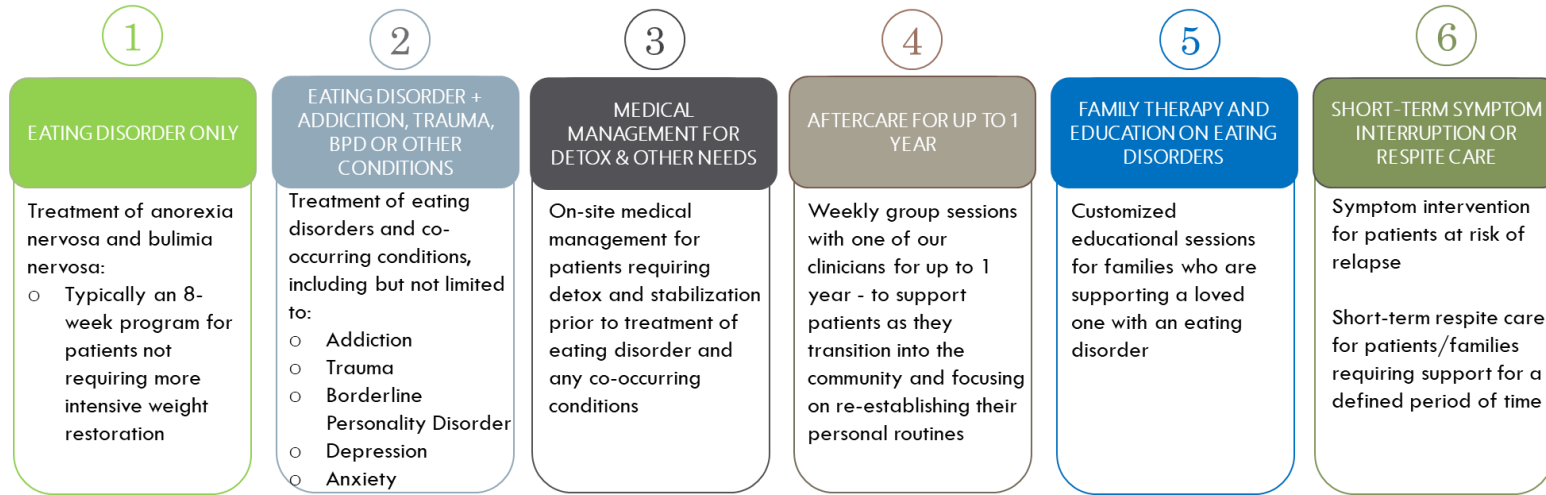 1
EATING DISORDER ONLY
Treatment of anorexia
nervosa and bulimia
nervosa:
o Typically an 8-
week program for
patients not
requiring more
intensive weight
restoration
2
EATING DISORDER +
ADDICITION, TRAUMA,
BPD OR OTHER
CONDITIONS
Treatment of eating
disorders and co-
occurring conditions,
including but not limited
to:
o Addiction
o Trauma
o Borderline
Personality Disorder
o Depression
o Anxiety
3
MEDICAL
MANAGEMENT FOR
DETOX & OTHER NEEDS
On-site medical
management for
patients requiring
detox and stabilization
prior to treatment of
eating disorder and
any co-occurring
conditions
4
AFTERCARE FOR UP TO 1
YEAR
Weekly group sessions
with one of our
clinicians for up to 1
year - to support
patients as they
transition into the
community and focusing
on re-establishing their
personal routines
5
FAMILY THERAPY AND
EDUCATION ON EATING
DISORDERS
Customized
educational sessions
for families who are
supporting a loved
one with an eating
disorder
6
SHORT-TERM SYMPTOM
INTERRUPTION OR
RESPITE CARE
Symptom intervention
for patients at risk of
relapse
Short-term respite care
for patients/families
requiring support for a
defined period of time